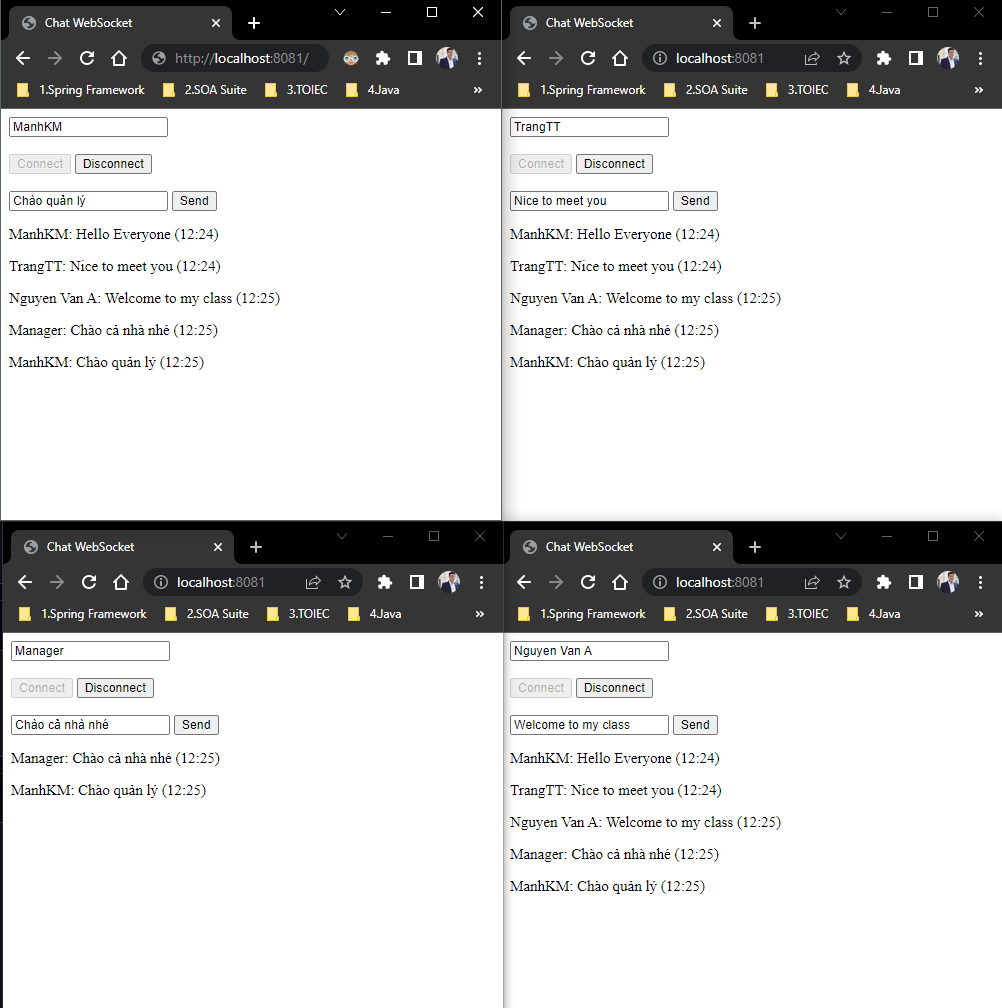 Chat WebSocket
http://localhost:8081/
1.Spring Framework 2.SOA Suite 3.TOIEC 4.Java »
ManhKM
Connect Disconnect
Chào quản lý Send
ManhKM: Hello Everyone (12:24)
TrangTT: Nice to meet you (12:24)
Nguyen Van A: Welcome to my class (12:25)
Manager: Chào cả nhà nhé (12:25)
ManhKM: Chào quản lý (12:25)
Chat WebSocket
localhost:8081
1.Spring Framework 2.SOA Suite 3.TOIEC 4.Java »
TrangTT
Connect Disconnect
Nice to meet you Send
ManhKM: Hello Everyone (12:24)
TrangTT: Nice to meet you (12:24)
Nguyen Van A: Welcome to my class (12:25)
Manager: Chào cả nhà nhé (12:25)
ManhKM: Chào quản lý (12:25)
Chat WebSocket
localhost:8081
1.Spring Framework 2.SOA Suite 3.TOIEC 4.Java »
Manager
Connect Disconnect
Chào cả nhà nhé Send
Manager: Chào cả nhà nhé (12:25)
ManhKM: Chào quản lý (12:25)
Chat WebSocket
localhost:8081
1.Spring Framework 2.SOA Suite 3.TOIEC 4.Java »
Nguyen Van A
Connect Disconnect
Welcome to my class Send
ManhKM: Hello Everyone (12:24)
TrangTT: Nice to meet you (12:24)
Nguyen Van A: Welcome to my class (12:25)
Manager: Chào cả nhà nhé (12:25)
ManhKM: Chào quản lý (12:25)